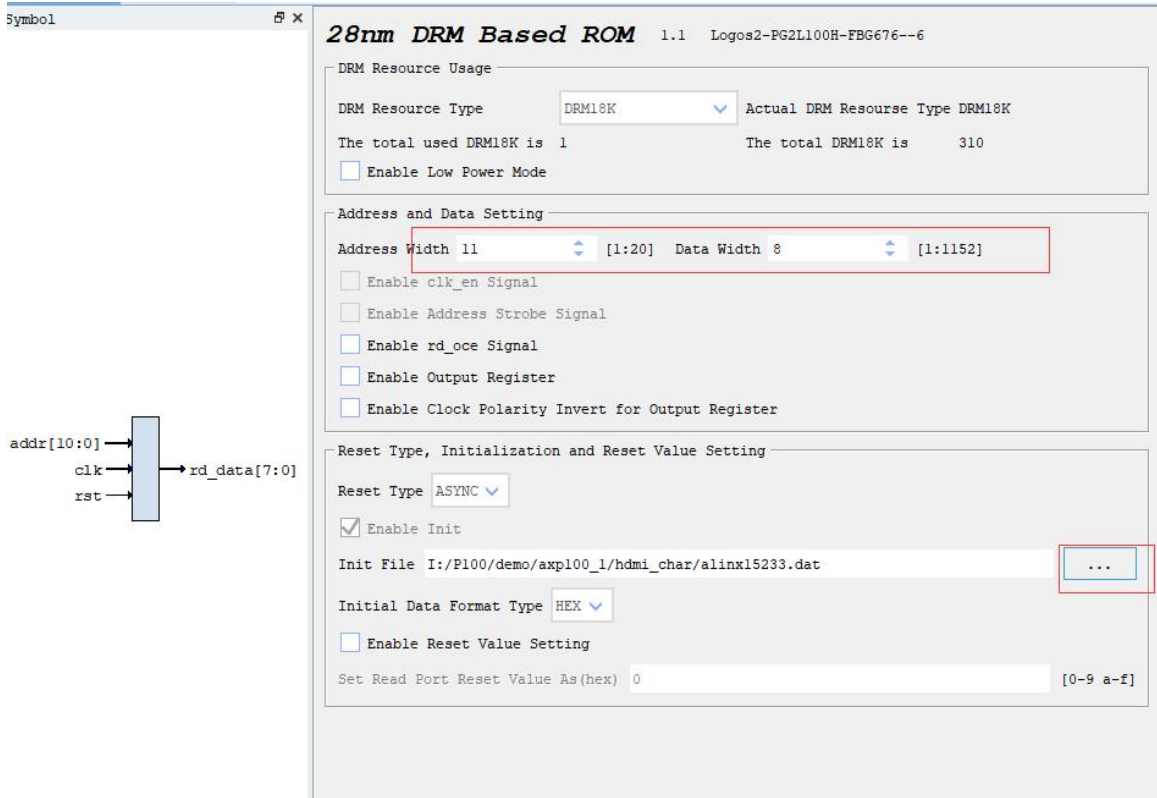 Symbol
addr[10:0]
clk
rst
rd_data[7:0]
28nm DRM Based ROM 1.1 Logos2-PG2L100H-FBG676--6
DRM Resource Usage
DRM Resource Type DRM18K Actual DRM Resourse Type DRM18K
The total used DRM18K is 1 The total DRM18K is 310
Enable Low Power Mode
Address and Data Setting
Address Width 11 [1:20] Data Width 8 [1:1152]
Enable clk_en Signal
Enable Address Strobe Signal
Enable rd_oce Signal
Enable Output Register
Enable Clock Polarity Invert for Output Register
Reset Type, Initialization and Reset Value Setting
Reset Type ASYNC
Enable Init
Init File I:/P100/demo/axp100_1/hdmi_char/alinx15233.dat ...
Initial Data Format Type HEX
Enable Reset Value Setting
Set Read Port Reset Value As(hex) 0 [0-9 a-f]